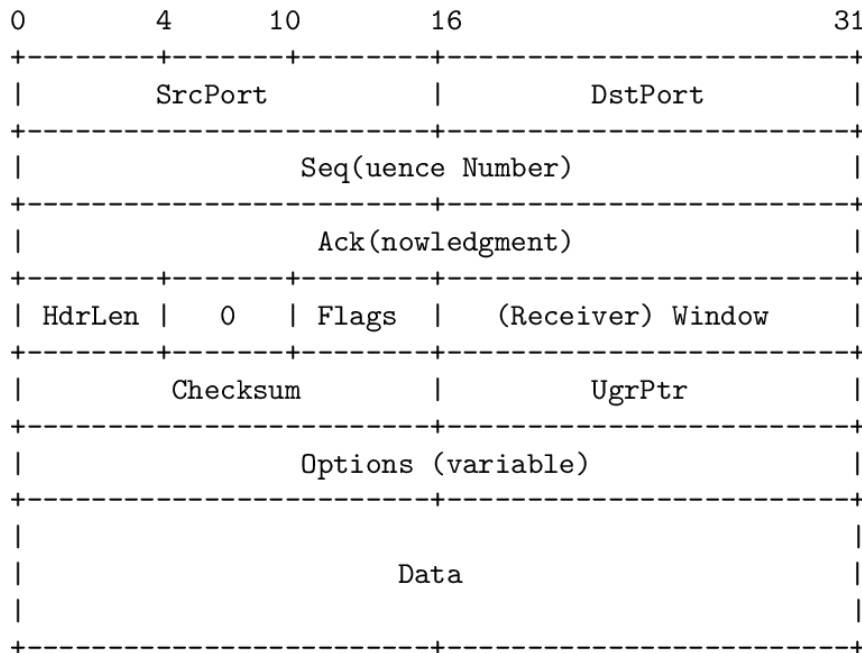 0 4 10 16 31
+--------+-------+--------+-------------------------+
| SrcPort | DstPort |
+-------------------------+-------------------------+
| Seq(uence Number) |
+-------------------------+-------------------------+
| Ack(nowledgment) |
+--------+-------+--------+-------------------------+
| HdrLen | 0 | Flags | (Receiver) Window |
+--------+-------+--------+-------------------------+
| Checksum | UgrPtr |
+-------------------------+-------------------------+
| Options (variable) |
+-------------------------+-------------------------+
| |
| Data |
| |
+-------------------------+-------------------------+